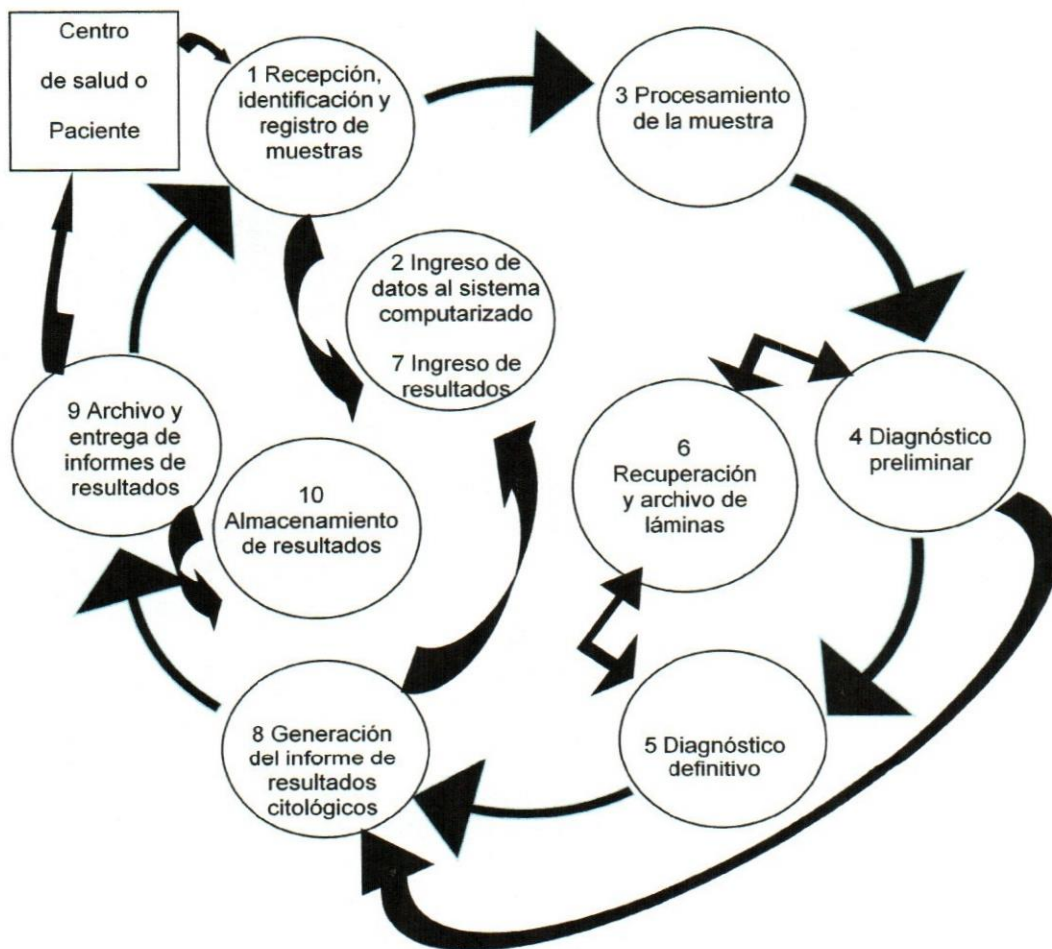 Centro
de salud o
Paciente
1 Recepción,
identificación y
registro de
muestras
3 Procesamiento
de la muestra
2 Ingreso de
datos al sistema
computarizado
7 Ingreso de
resultados
9 Archivo y
entrega de
informes de
resultados
10
Almacenamiento
de resultados
6
Recuperación
y archivo de
láminas
4 Diagnóstico
preliminar
8 Generación
del informe de
resultados
citológicos
5 Diagnóstico
definitivo